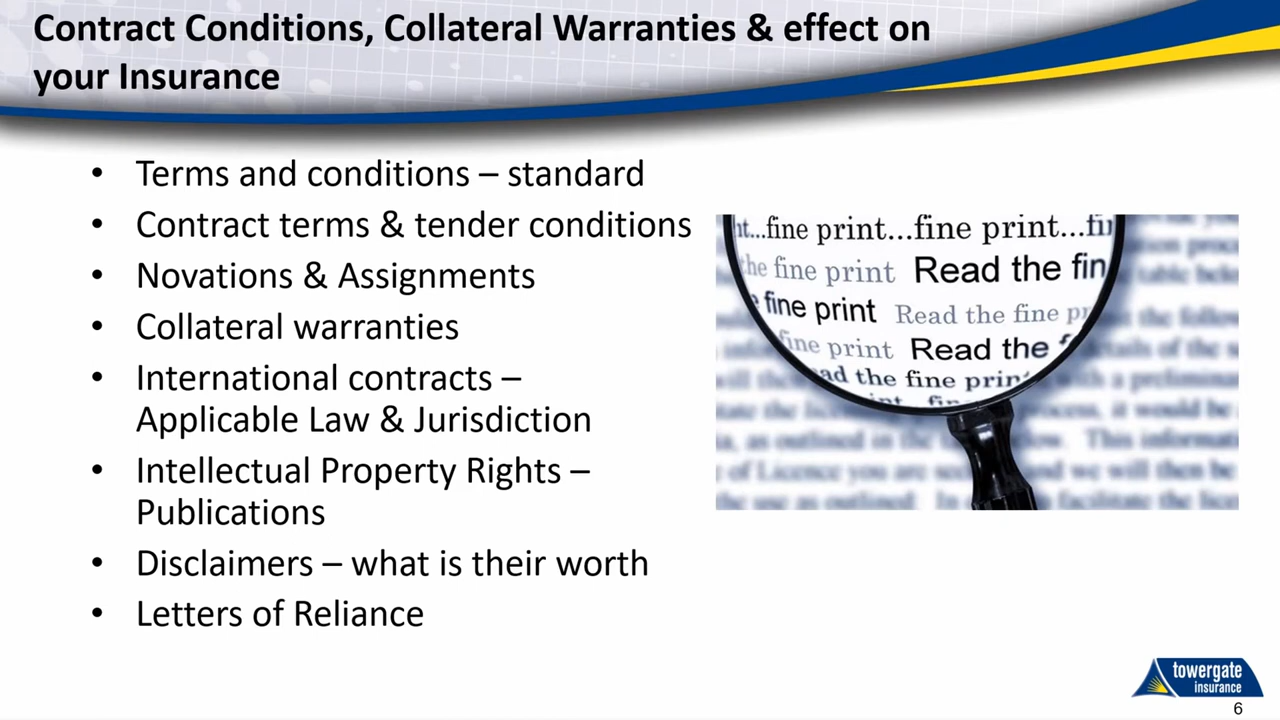 Contract Conditions, Collateral Warranties & effect on
your Insurance
• Terms and conditions – standard
• Contract terms & tender conditions
• Novations & Assignments
• Collateral warranties
• International contracts –
Applicable Law & Jurisdiction
• Intellectual Property Rights –
Publications
• Disclaimers – what is their worth
• Letters of Reliance
...fine print...fine print...
the fine print Read the fin
fine print Read the fine
fine print Read the
the fine print
towergate
insurance
6